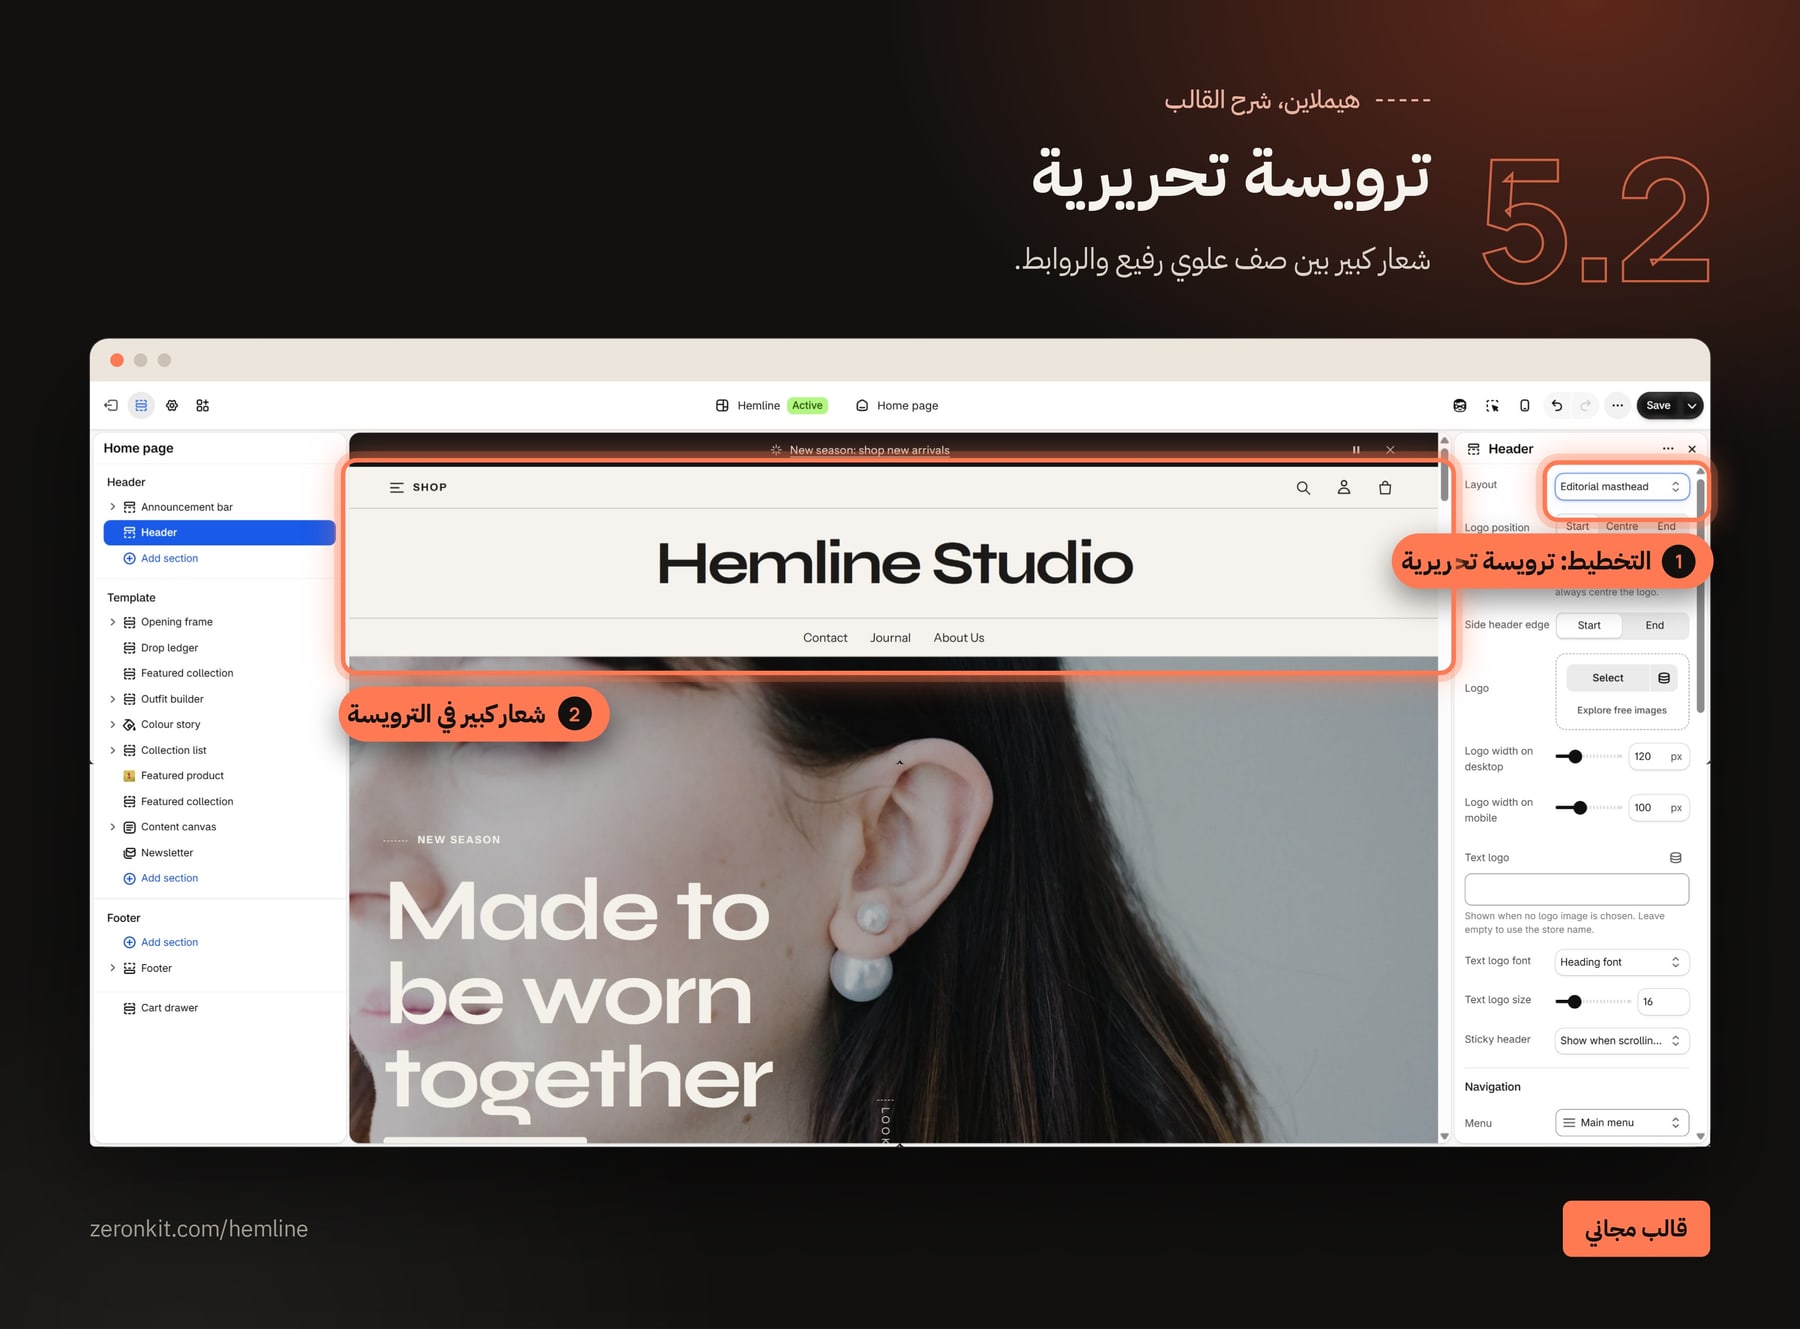 هيملاين، شرح القالب
5.2
ترويسة تحريرية
شعار كبير بين صف علوي رفيع والروابط.
Hemline Active Home page
Save
Home page
Header
Announcement bar
Header
Add section
Template
Opening frame
Drop ledger
Featured collection
Outfit builder
Colour story
Collection list
Featured product
Featured collection
Content canvas
Newsletter
Add section
Footer
Add section
Footer
Cart drawer
New season: shop new arrivals
SHOP
Hemline Studio
Contact Journal About Us
2 شعار كبير في الترويسة
NEW SEASON
Made to
be worn
together
LOOK
Header
Layout Editorial masthead
Logo position Start Centre End
1 التخطيط: ترويسة تحريرية
always centre the logo.
Side header edge Start End
Logo
Select
Explore free images
Logo width on desktop 120 px
Logo width on mobile 100 px
Text logo
Shown when no logo image is chosen. Leave
empty to use the store name.
Text logo font Heading font
Text logo size 16
Sticky header Show when scrollin...
Navigation
Menu Main menu
zeronkit.com/hemline
قالب مجاني